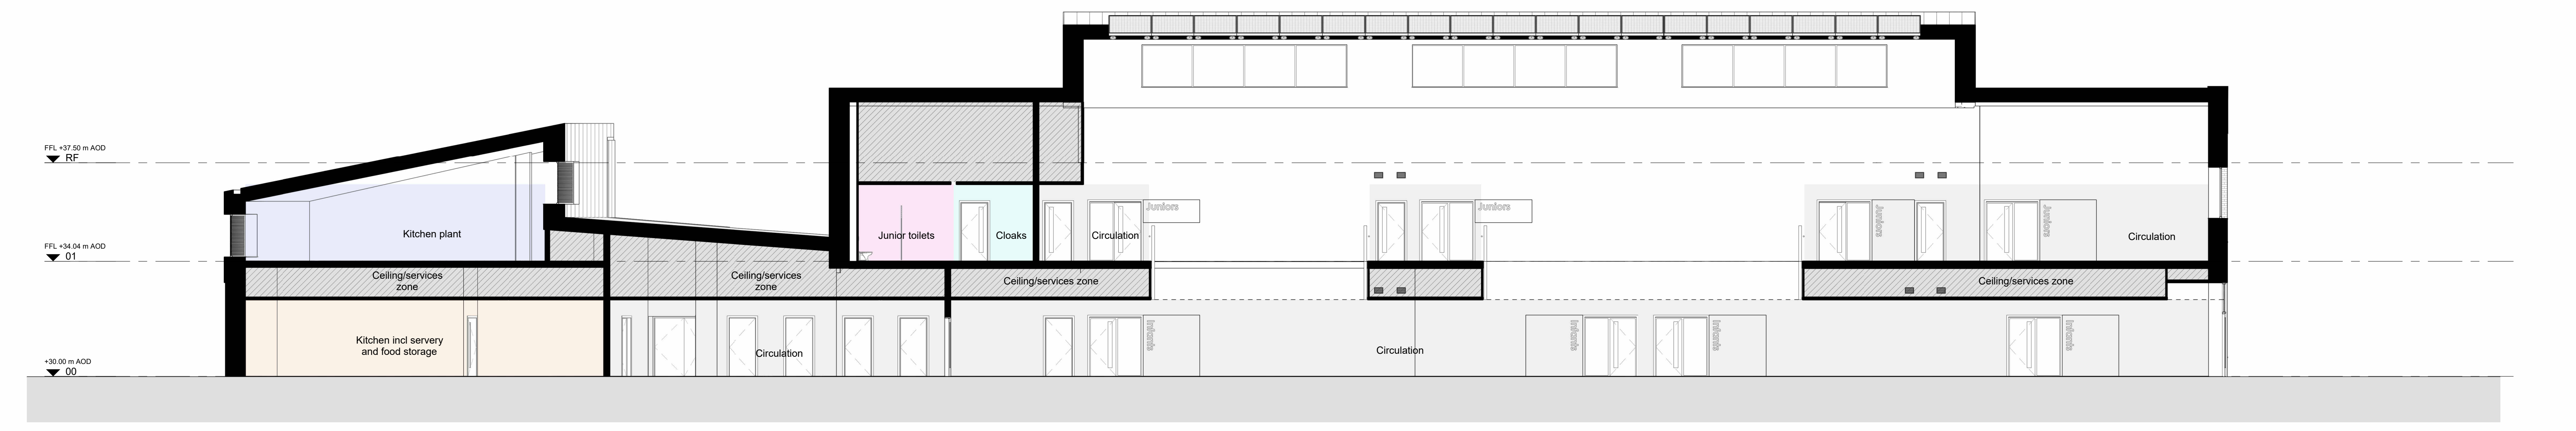 FFL +37.50 m AOD
RF
Juniors
Juniors
Juniors
Juniors
Kitchen plant
Junior toilets
Cloaks
Circulation
Circulation
FFL +34.04 m AOD
01
Ceiling/services
zone
Ceiling/services
zone
Ceiling/services zone
Ceiling/services zone
Infants
Infants
Infants
Infants
Kitchen incl servery
and food storage
Circulation
Circulation
+30.00 m AOD
00